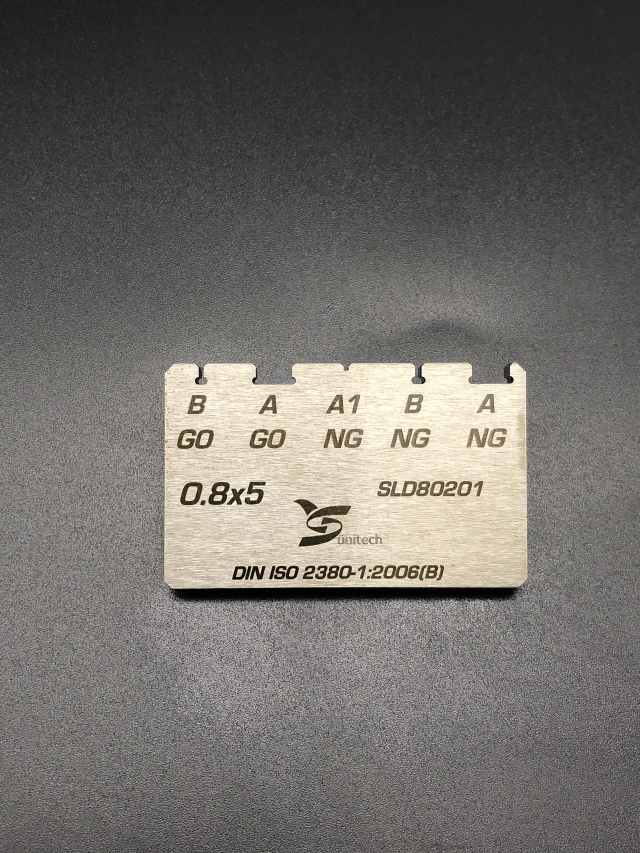 B A A1 B A
GO GO NG NG NG
0.8x5 SLD80201
unitech
DIN ISO 2380-1:2006(B)